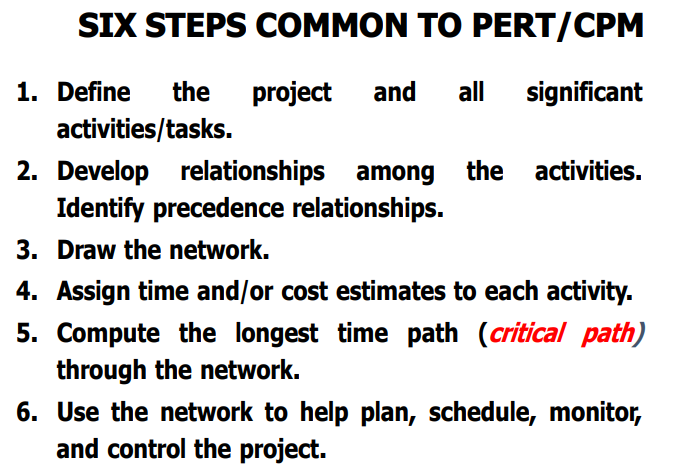 SIX STEPS COMMON TO PERT/CPM
1. Define the project and all significant
activities/tasks.
2. Develop relationships among the activities.
Identify precedence relationships.
3. Draw the network.
4. Assign time and/or cost estimates to each activity.
5. Compute the longest time path (critical path)
through the network.
6. Use the network to help plan, schedule, monitor,
and control the project.